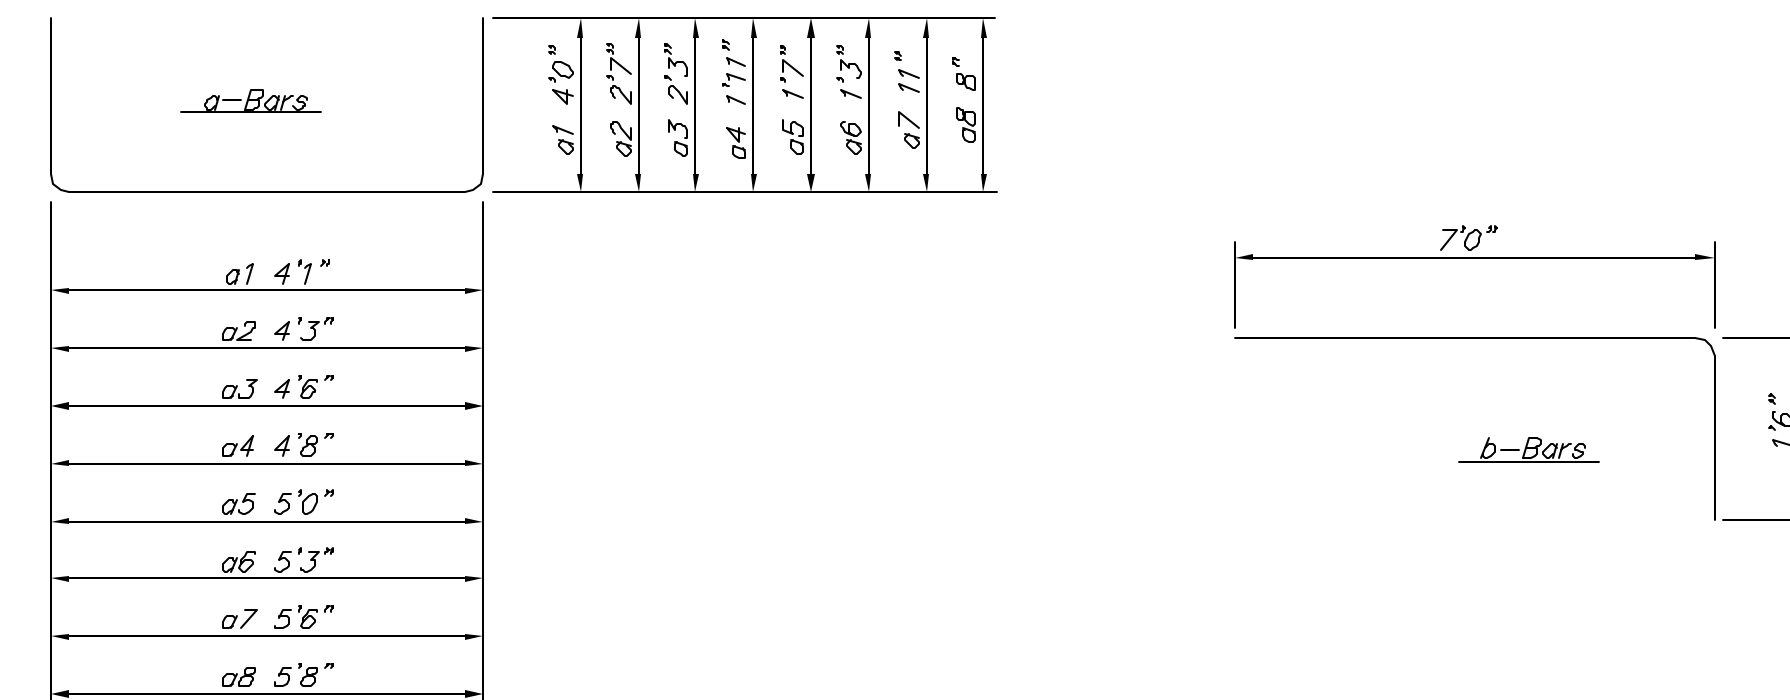 a-Bars
a1 4'0"
a2 2'7"
a3 2'3"
a4 1'11"
a5 1'7"
a6 1'3"
a7 11"
a8 8"
a1 4'1"
a2 4'3"
a3 4'6"
a4 4'8"
a5 5'0"
a6 5'3"
a7 5'6"
a8 5'8"
7'0"
b-Bars
1'6"